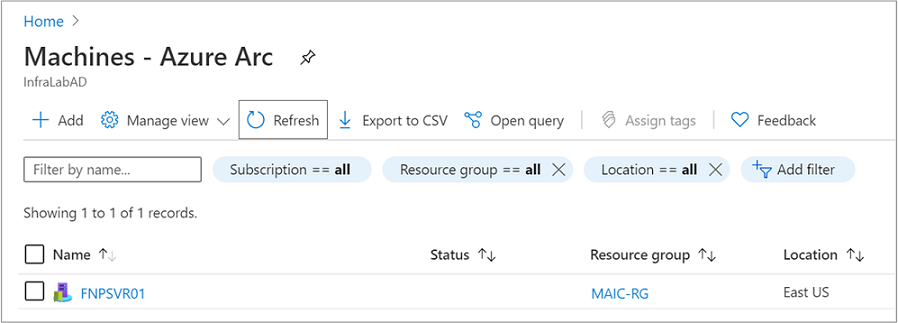 Home
Machines - Azure Arc
InfraLabAD
Add Manage view Refresh Export to CSV Open query Assign tags Feedback
Filter by name... Subscription == all Resource group == all Location == all Add filter
Showing 1 to 1 of 1 records.
Name Status Resource group Location
FNPSVR01 MAIC-RG East US